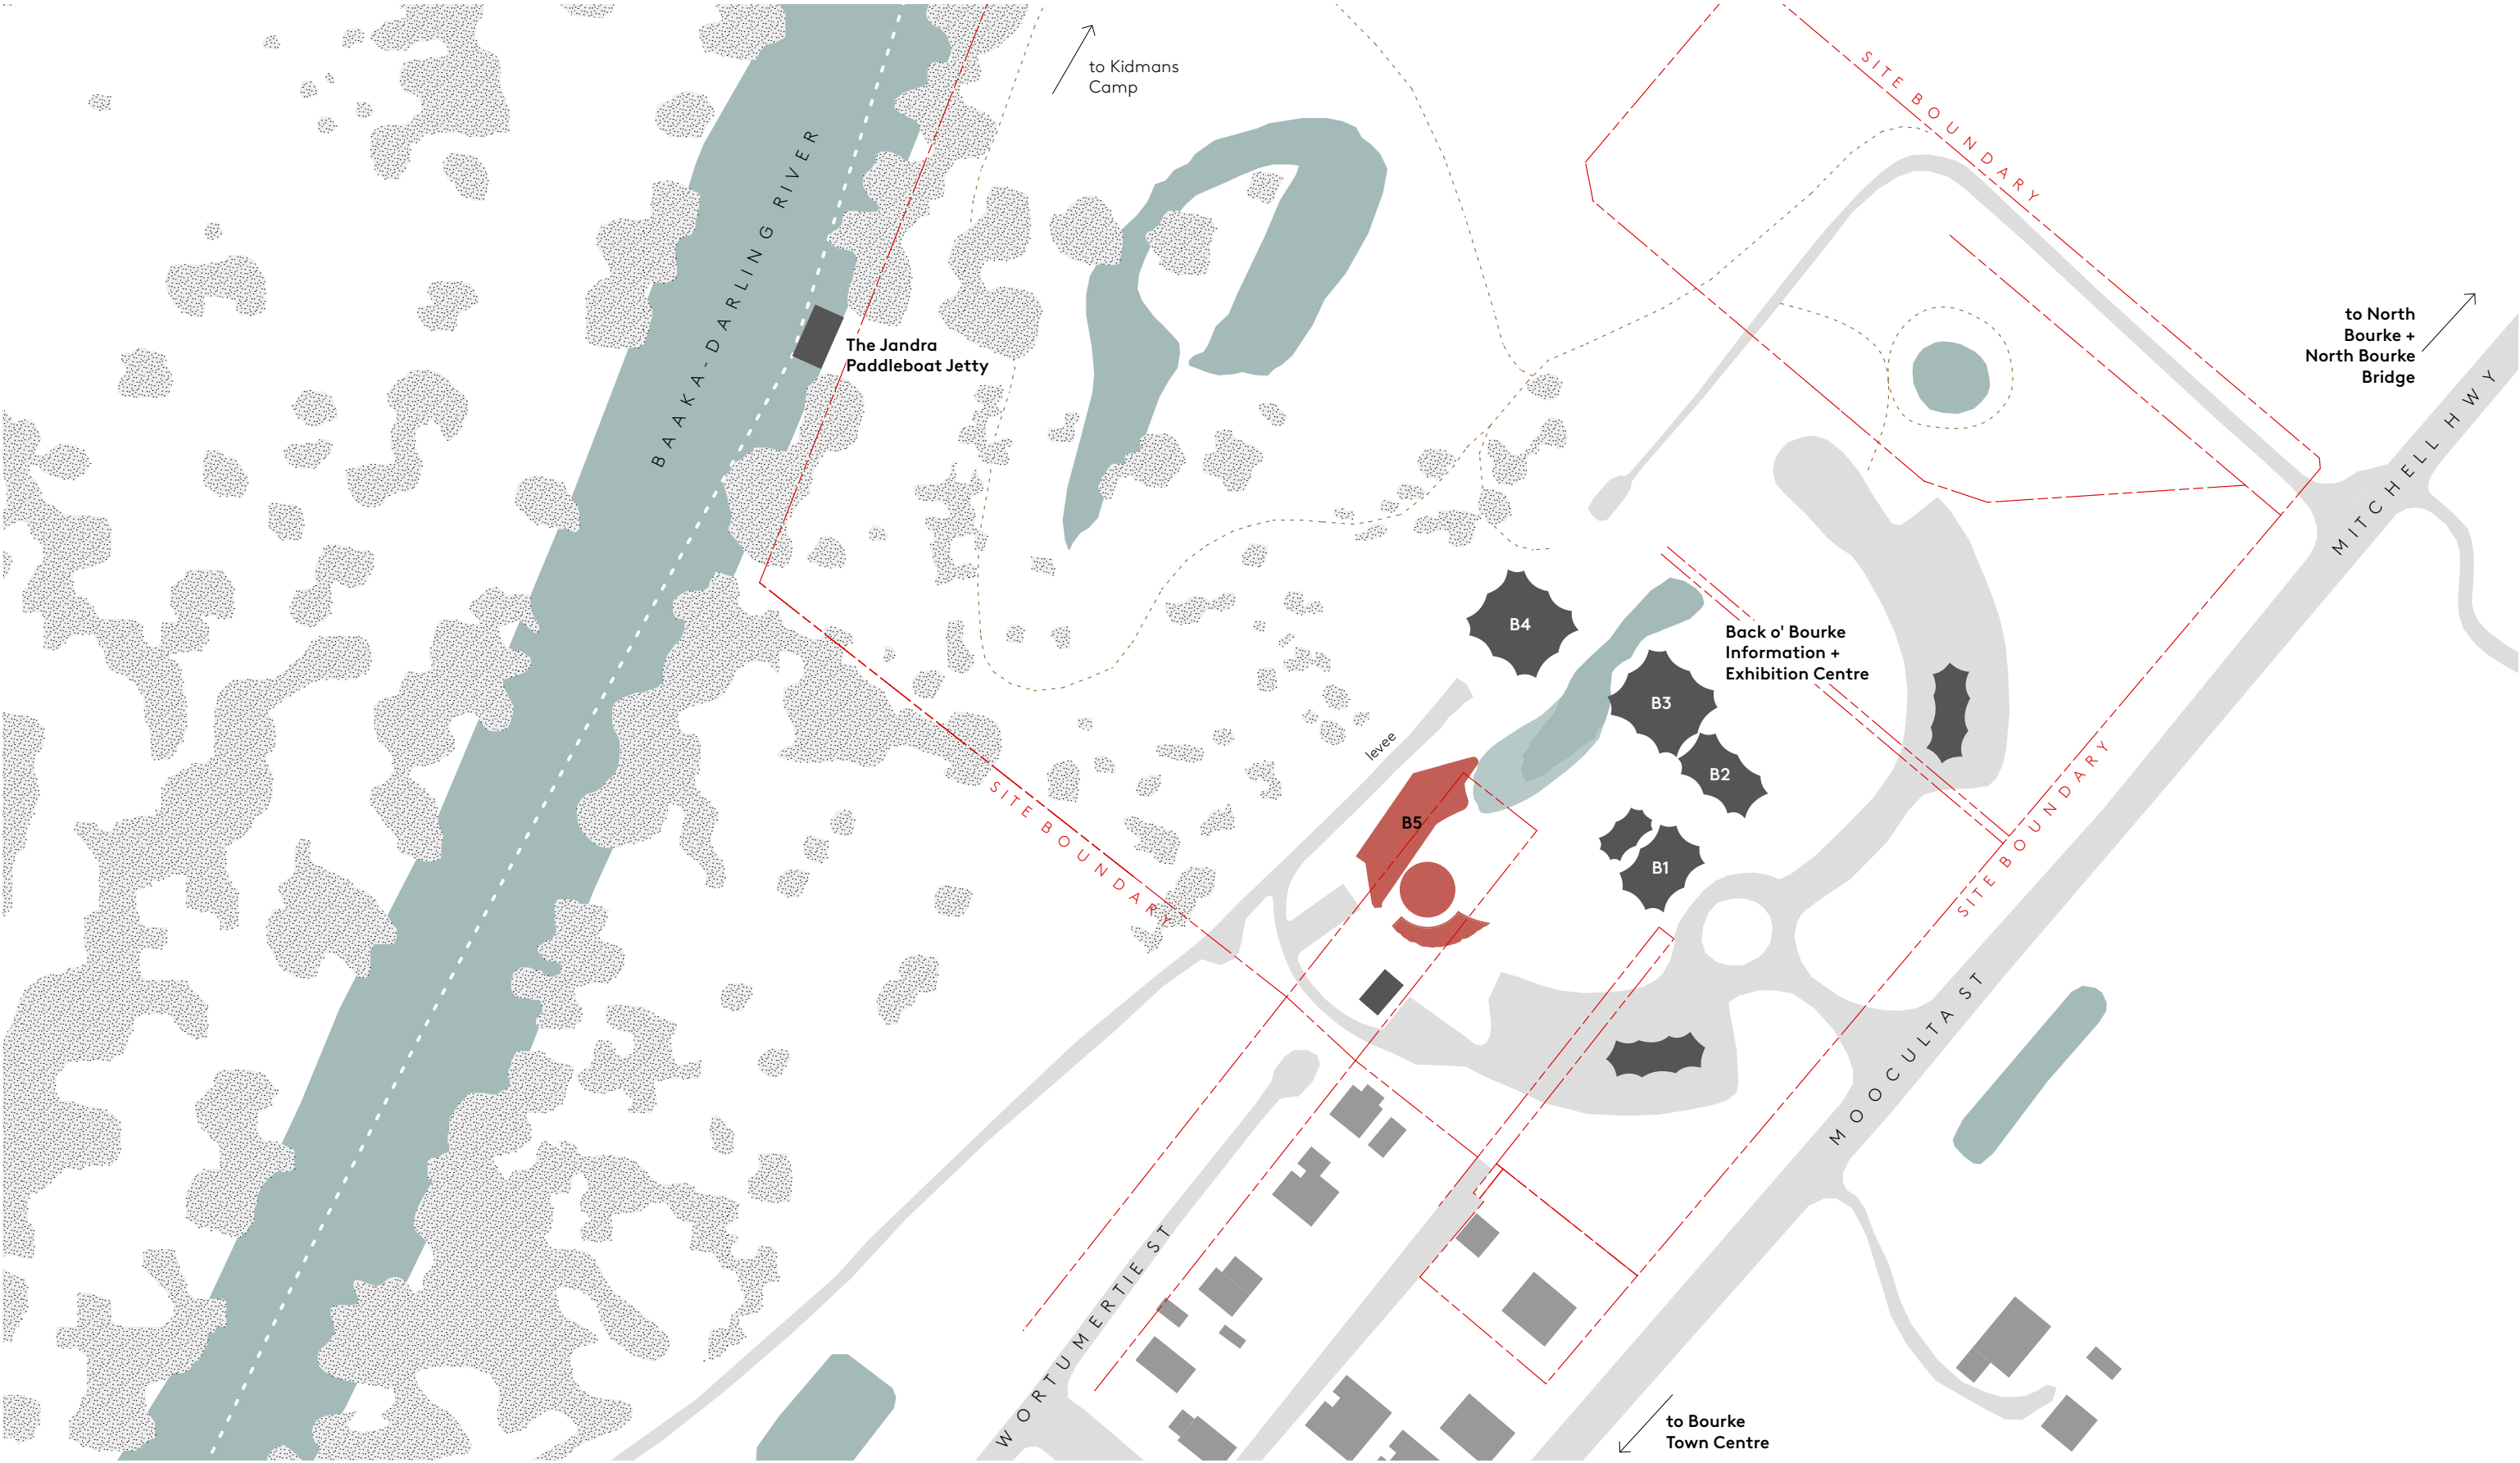 to Kidmans
Camp
SITE BOUNDARY
BAAKA-DARLING RIVER
The Jandra
Paddleboat Jetty
to North
Bourke +
North Bourke
Bridge
MITCHELL HWY
B4
Back o' Bourke
Information +
Exhibition Centre
B3
levee
B2
SITE BOUNDARY
B5
SITE BOUNDARY
B1
MOOCULTA ST
WORTUMERTIE ST
to Bourke
Town Centre